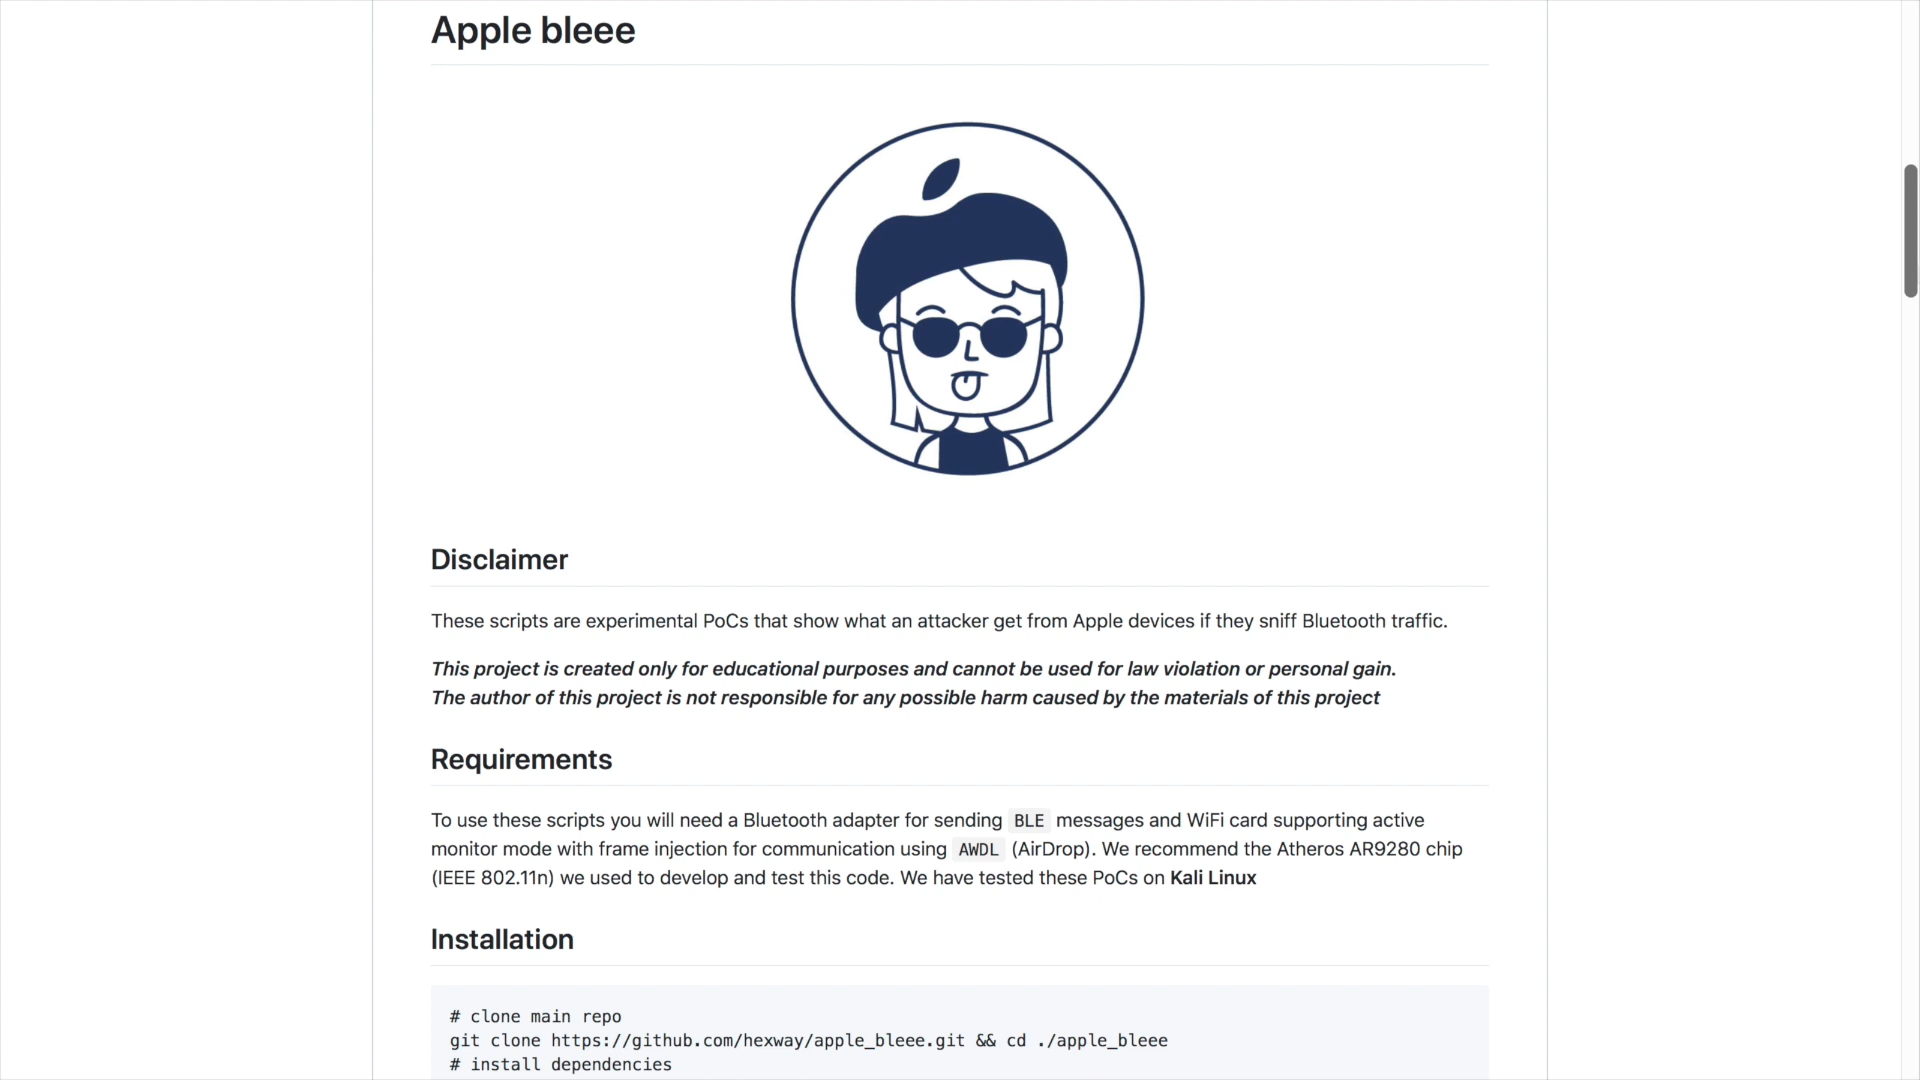 Apple bleee
Disclaimer
These scripts are experimental PoCs that show what an attacker get from Apple devices if they sniff Bluetooth traffic.
This project is created only for educational purposes and cannot be used for law violation or personal gain.
The author of this project is not responsible for any possible harm caused by the materials of this project
Requirements
To use these scripts you will need a Bluetooth adapter for sending BLE messages and WiFi card supporting active
monitor mode with frame injection for communication using AWDL (AirDrop). We recommend the Atheros AR9280 chip
(IEEE 802.11n) we used to develop and test this code. We have tested these PoCs on Kali Linux
Installation
# clone main repo
git clone https://github.com/hexway/apple_bleee.git && cd ./apple_bleee
# install dependencies